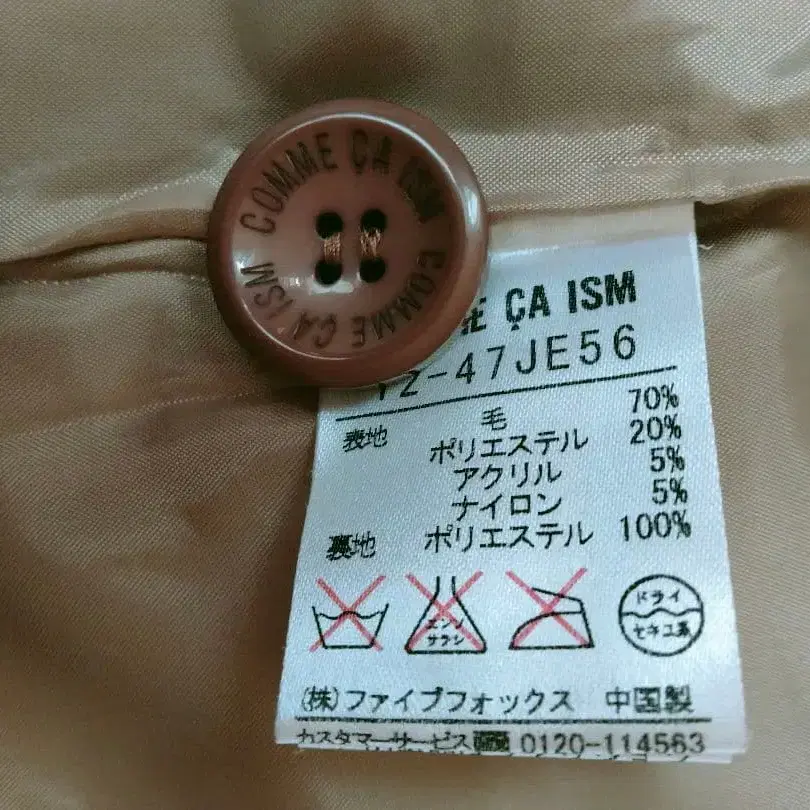 COMME ÇA ISM
COMME ÇA ISM
ÇA ISM
-47JE56
表地 毛 70%
ポリエステル 20%
アクリル 5%
ナイロン 5%
裏地 ポリエステル 100%
エンソ
サラシ
ドライ
セキユ系
(株)ファイブフォックス 中国製
カスタマーサービス 0120-114563